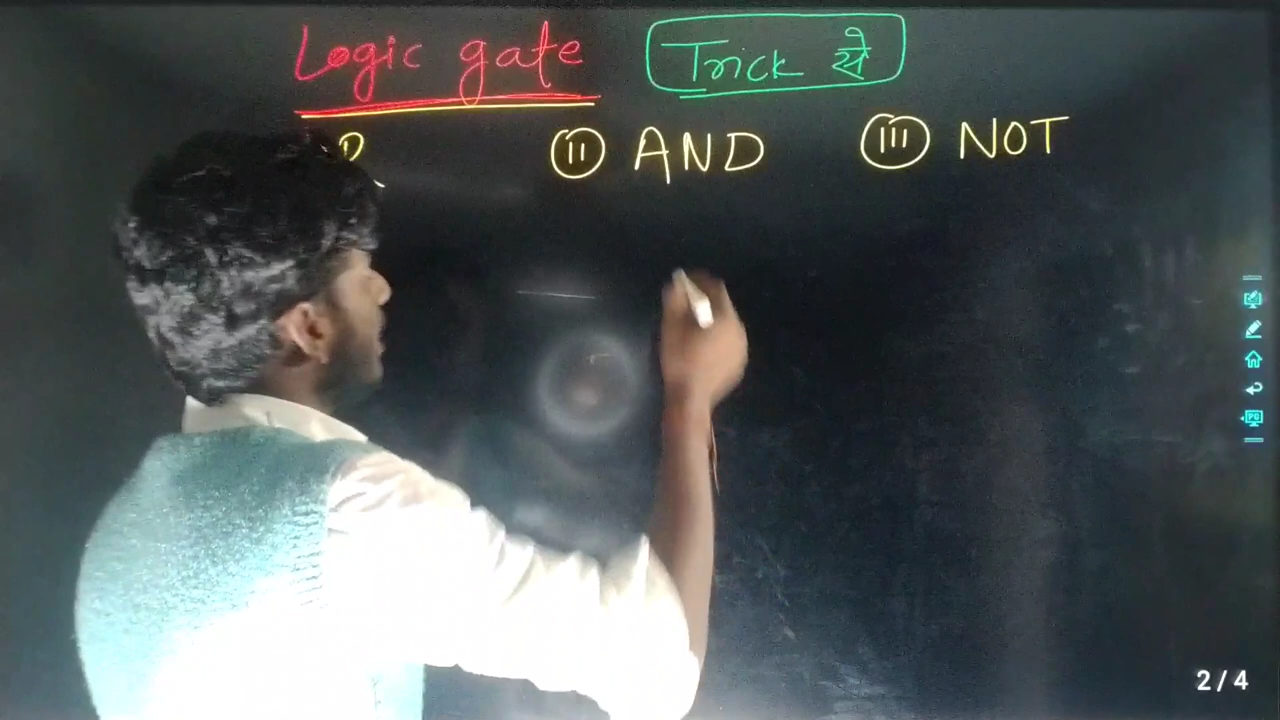 Logic gate Trick से
R II AND III NOT
2/4